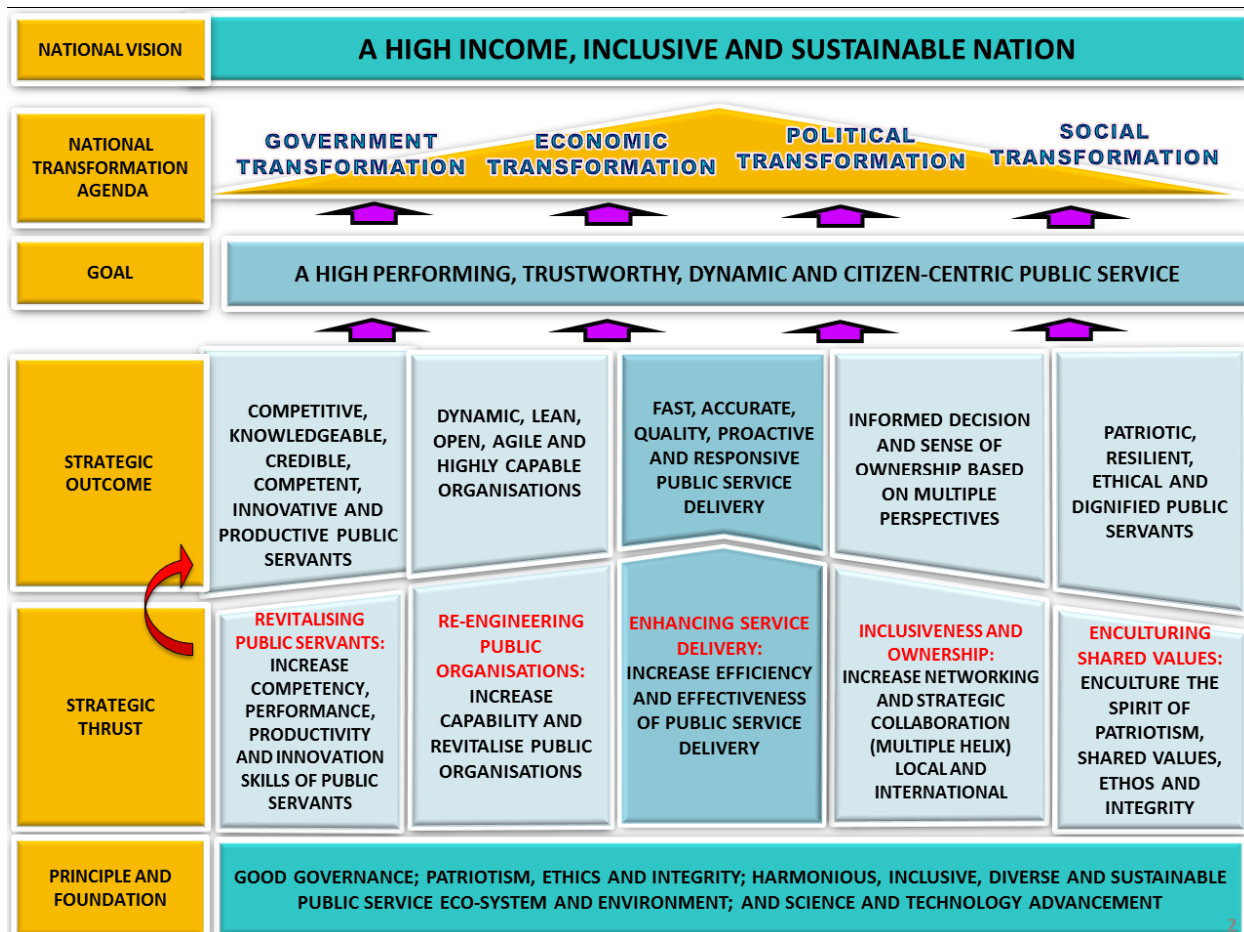 NATIONAL VISION
A HIGH INCOME, INCLUSIVE AND SUSTAINABLE NATION
NATIONAL
TRANSFORMATION
AGENDA
GOVERNMENT
TRANSFORMATION
ECONOMIC
TRANSFORMATION
POLITICAL
TRANSFORMATION
SOCIAL
TRANSFORMATION
GOAL
A HIGH PERFORMING, TRUSTWORTHY, DYNAMIC AND CITIZEN-CENTRIC PUBLIC SERVICE
STRATEGIC
OUTCOME
COMPETITIVE,
KNOWLEDGEABLE,
CREDIBLE,
COMPETENT,
INNOVATIVE AND
PRODUCTIVE PUBLIC
SERVANTS
DYNAMIC, LEAN,
OPEN, AGILE AND
HIGHLY CAPABLE
ORGANISATIONS
FAST, ACCURATE,
QUALITY, PROACTIVE
AND RESPONSIVE
PUBLIC SERVICE
DELIVERY
INFORMED DECISION
AND SENSE OF
OWNERSHIP BASED
ON MULTIPLE
PERSPECTIVES
PATRIOTIC,
RESILIENT,
ETHICAL AND
DIGNIFIED PUBLIC
SERVANTS
STRATEGIC
THRUST
REVITALISING
PUBLIC SERVANTS:
INCREASE
COMPETENCY,
PERFORMANCE,
PRODUCTIVITY
AND INNOVATION
SKILLS OF PUBLIC
SERVANTS
RE-ENGINEERING
PUBLIC
ORGANISATIONS:
INCREASE
CAPABILITY AND
REVITALISE PUBLIC
ORGANISATIONS
ENHANCING SERVICE
DELIVERY:
INCREASE EFFICIENCY
AND EFFECTIVENESS
OF PUBLIC SERVICE
DELIVERY
INCLUSIVENESS AND
OWNERSHIP:
INCREASE NETWORKING
AND STRATEGIC
COLLABORATION
(MULTIPLE HELIX)
LOCAL AND
INTERNATIONAL
ENCULTURING
SHARED VALUES:
ENCULTURE THE
SPIRIT OF
PATRIOTISM,
SHARED VALUES,
ETHOS AND
INTEGRITY
PRINCIPLE AND
FOUNDATION
GOOD GOVERNANCE; PATRIOTISM, ETHICS AND INTEGRITY; HARMONIOUS, INCLUSIVE, DIVERSE AND SUSTAINABLE
PUBLIC SERVICE ECO-SYSTEM AND ENVIRONMENT; AND SCIENCE AND TECHNOLOGY ADVANCEMENT
2